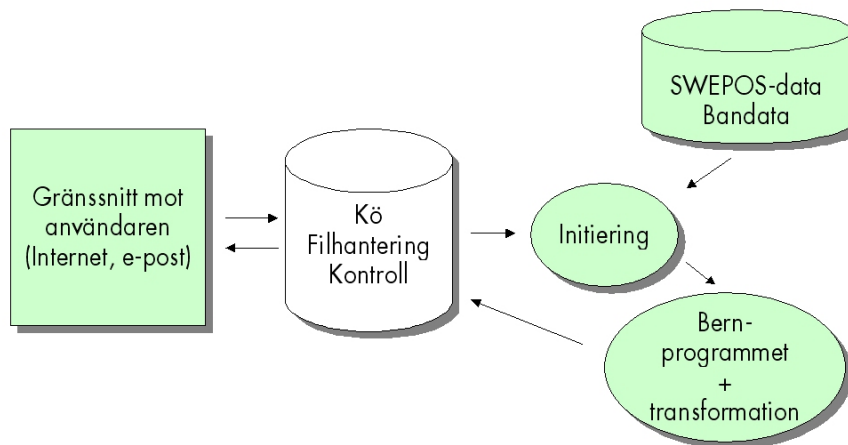 SWEPOS-data
Bandata
Gränssnitt mot
användaren
(Internet, e-post)
Kö
Filhantering
Kontroll
Initiering
Bern-
programmet
+
transformation